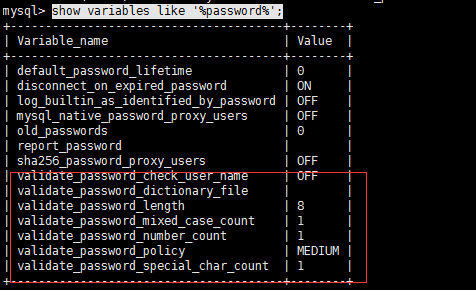 mysql> show variables like '%password%';
+---------------------------------------+--------+
| Variable_name                         | Value  |
+---------------------------------------+--------+
| default_password_lifetime             | 0      |
| disconnect_on_expired_password        | ON     |
| log_builtin_as_identified_by_password | OFF    |
| mysql_native_password_proxy_users     | OFF    |
| old_passwords                         | 0      |
| report_password                       |        |
| sha256_password_proxy_users           | OFF    |
| validate_password_check_user_name     | OFF    |
| validate_password_dictionary_file     |        |
| validate_password_length              | 8      |
| validate_password_mixed_case_count    | 1      |
| validate_password_number_count        | 1      |
| validate_password_policy              | MEDIUM |
| validate_password_special_char_count  | 1      |
+---------------------------------------+--------+